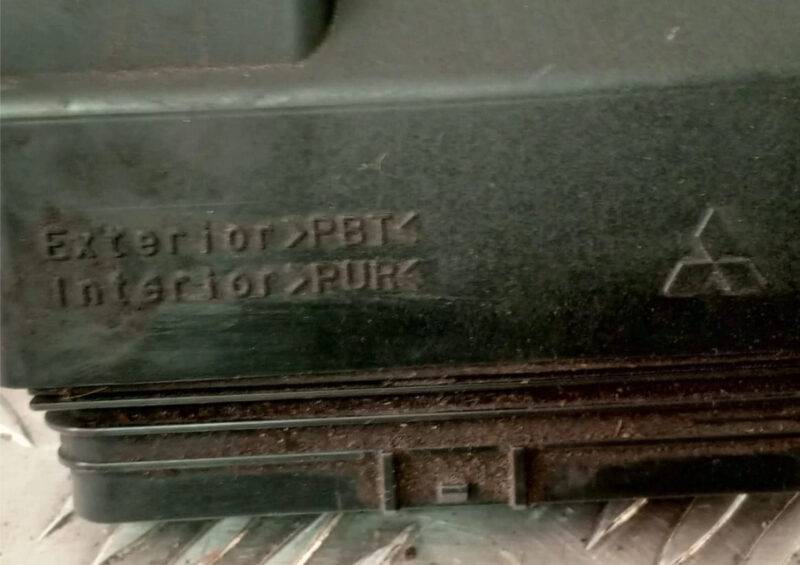 Exterior >PBT<
Interior >PUR<